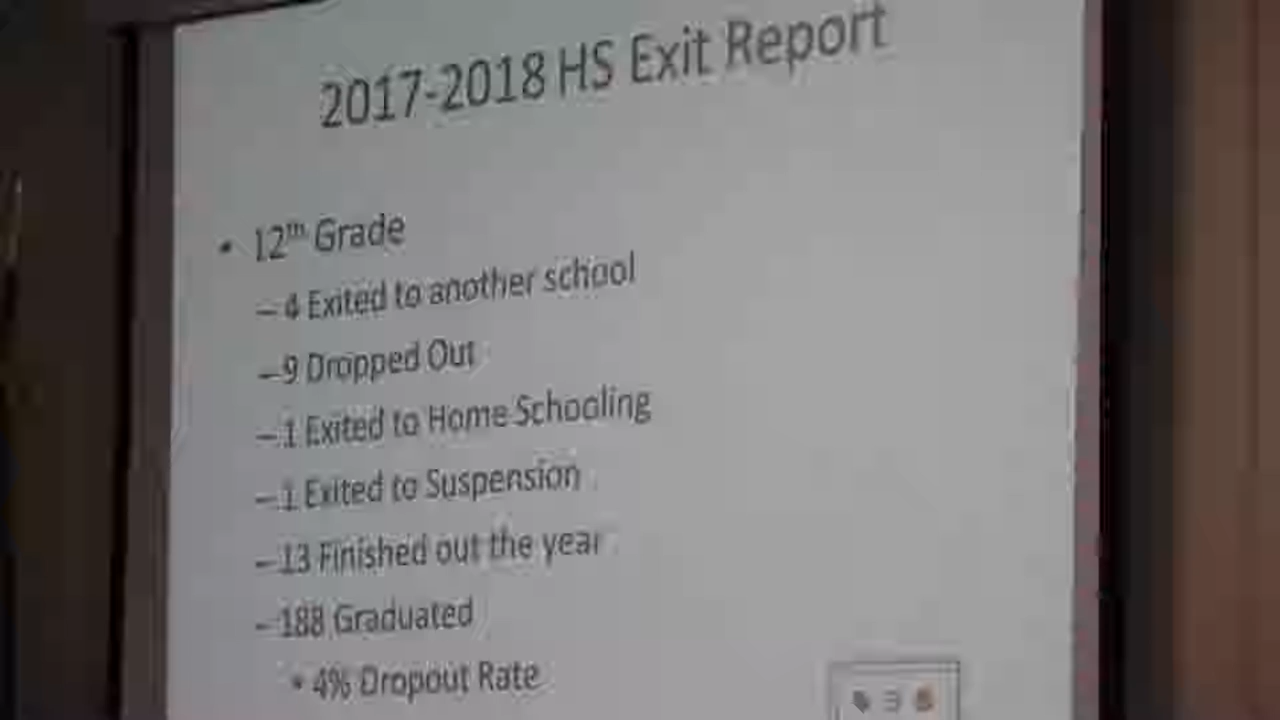 2017-2018 HS Exit Report
• 12th Grade
– 4 Exited to another school
– 9 Dropped Out
– 1 Exited to Home Schooling
– 1 Exited to Suspension
– 13 Finished out the year
– 188 Graduated
• 4% Dropout Rate